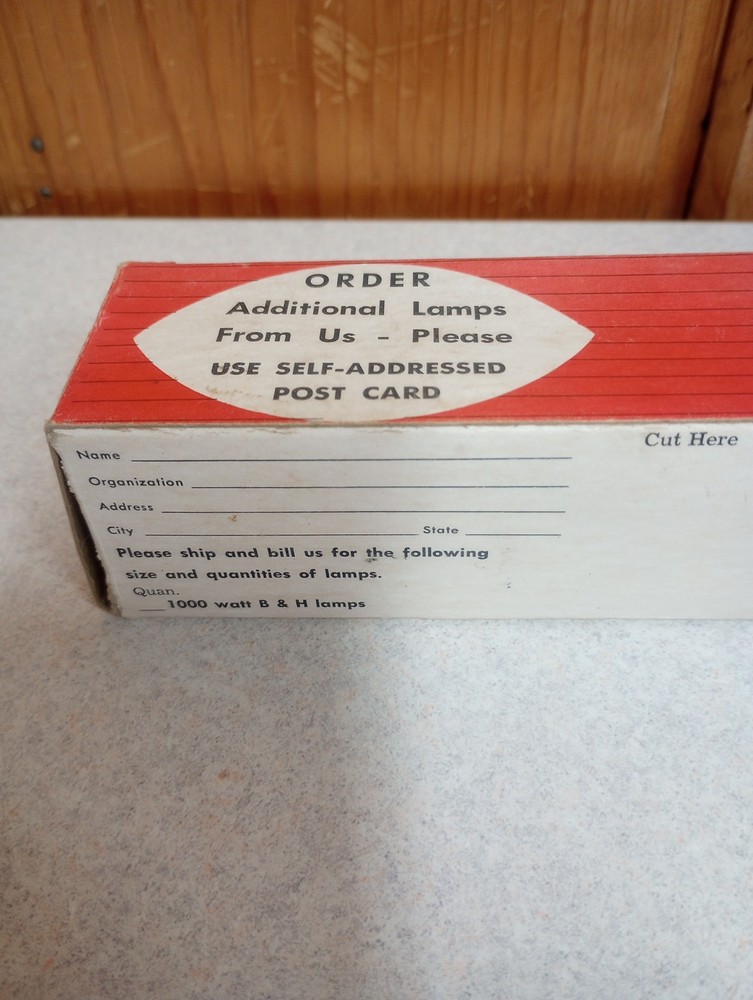 ORDER
Additional Lamps
From Us - Please
USE SELF-ADDRESSED
POST CARD
Cut Here
Name
Organization
Address
City State
Please ship and bill us for the following
size and quantities of lamps.
Quan.
1000 watt B & H lamps